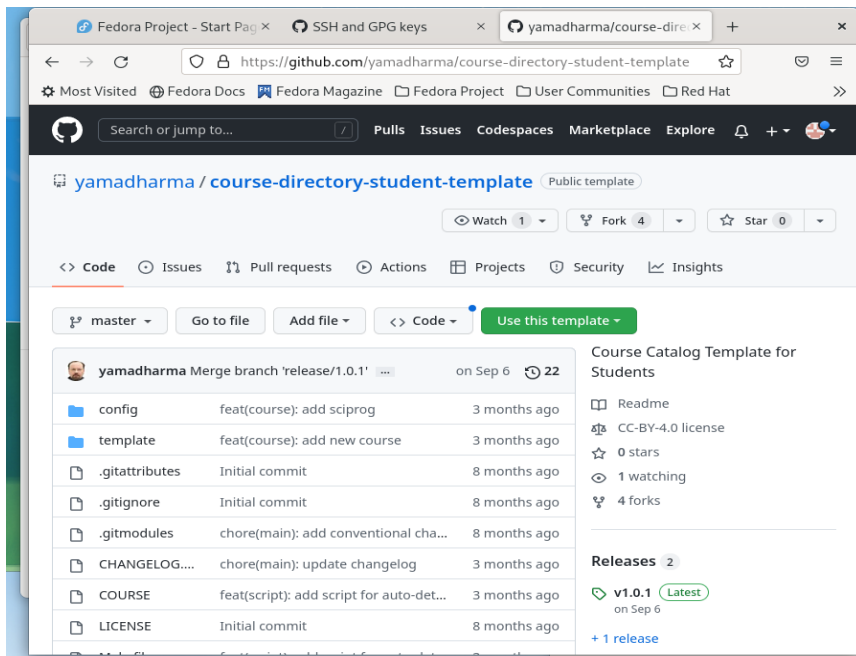 Fedora Project - Start Pag
SSH and GPG keys
yamadharma/course-dire
https://github.com/yamadharma/course-directory-student-template
Most Visited Fedora Docs Fedora Magazine Fedora Project User Communities Red Hat
Search or jump to... / Pulls Issues Codespaces Marketplace Explore
yamadharma / course-directory-student-template Public template
Watch 1 Fork 4 Star 0
Code Issues Pull requests Actions Projects Security Insights
master Go to file Add file Code Use this template
yamadharma Merge branch 'release/1.0.1' ... on Sep 6 22
config feat(course): add sciprog 3 months ago
template feat(course): add new course 3 months ago
.gitattributes Initial commit 8 months ago
.gitignore Initial commit 8 months ago
.gitmodules chore(main): add conventional cha... 8 months ago
CHANGELOG.... chore(main): update changelog 3 months ago
COURSE feat(script): add script for auto-det... 3 months ago
LICENSE Initial commit 8 months ago
Course Catalog Template for
Students
Readme
CC-BY-4.0 license
0 stars
1 watching
4 forks
Releases 2
v1.0.1 Latest
on Sep 6
+ 1 release